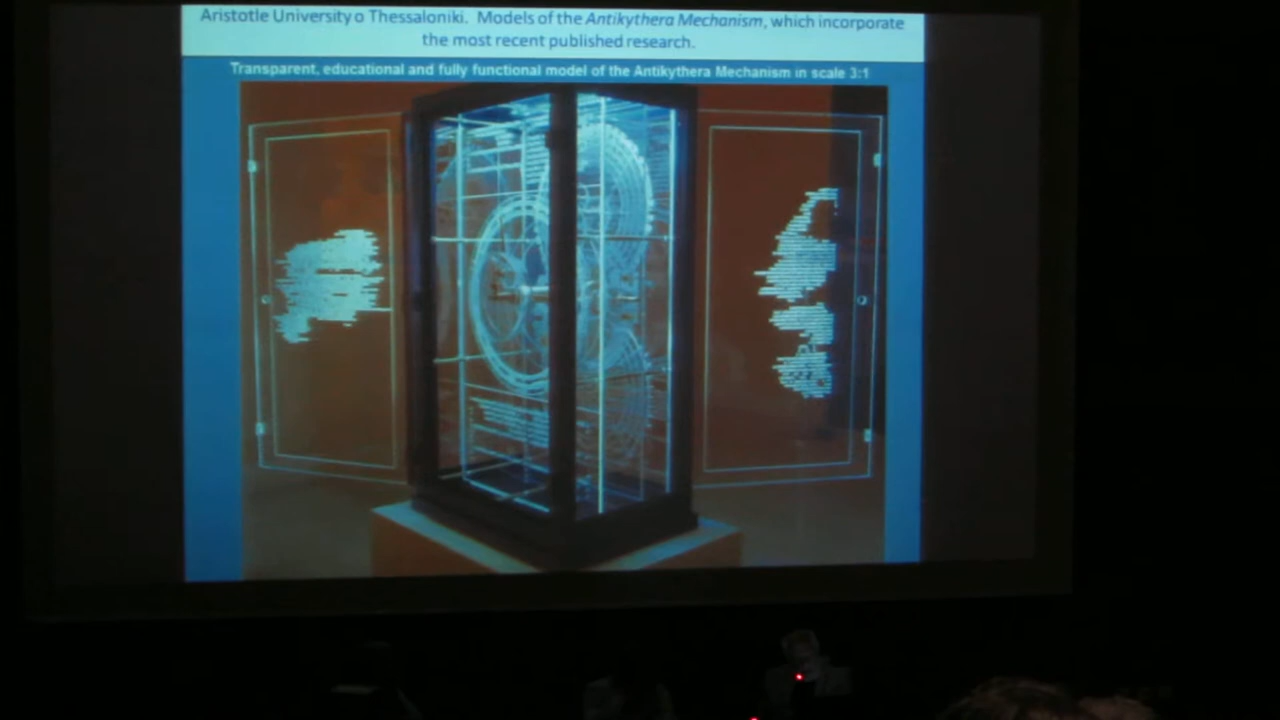 Aristotle University o Thessaloniki. Models of the Antikythera Mechanism, which incorporate
the most recent published research.
Transparent, educational and fully functional model of the Antikythera Mechanism in scale 3:1